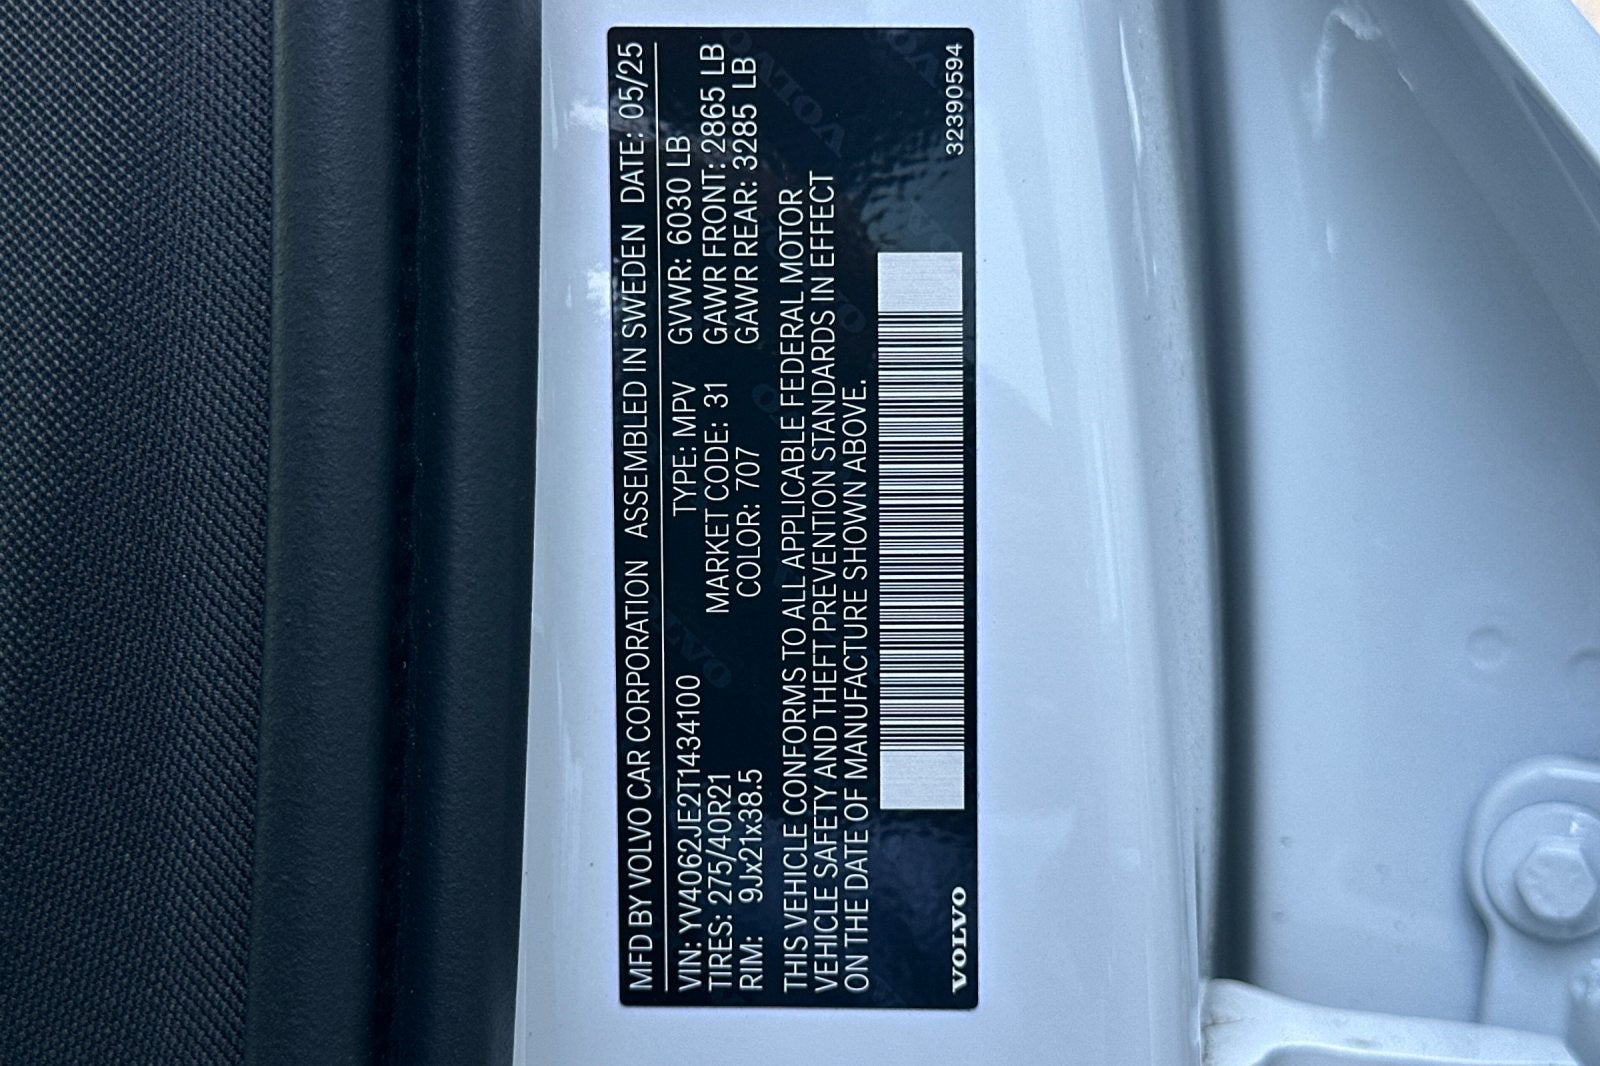 MFD BY VOLVO CAR CORPORATION ASSEMBLED IN SWEDEN DATE: 05/25
VIN: YV4062JE2T1434100 TYPE: MPV GVWR: 6030 LB
TIRES: 275/40R21 MARKET CODE: 31 GAWR FRONT: 2865 LB
RIM: 9Jx21x38.5 COLOR: 707 GAWR REAR: 3285 LB
THIS VEHICLE CONFORMS TO ALL APPLICABLE FEDERAL MOTOR
VEHICLE SAFETY AND THEFT PREVENTION STANDARDS IN EFFECT
ON THE DATE OF MANUFACTURE SHOWN ABOVE.
VOLVO 32390594